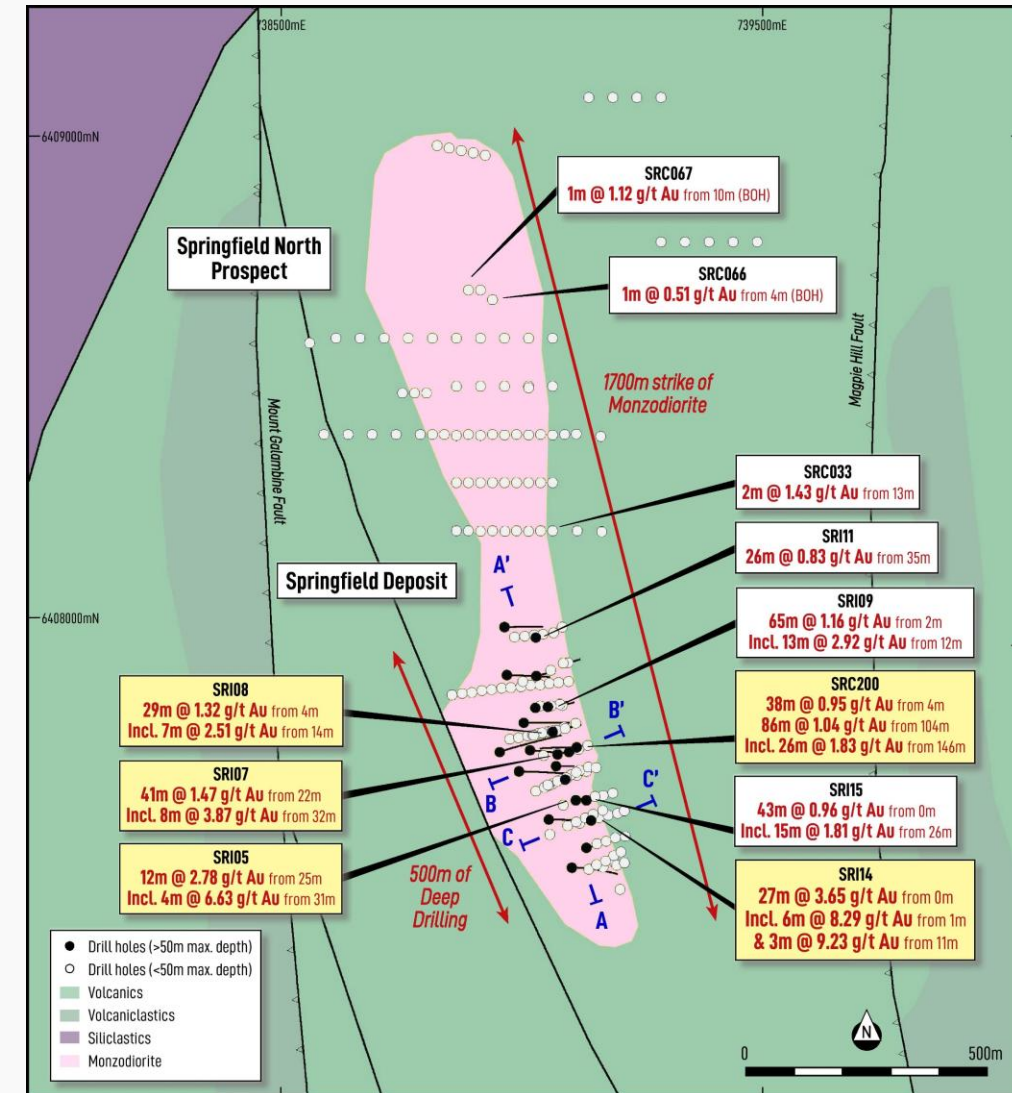 738500mE
739500mE
6409000mN
SRC067
1m @ 1.12 g/t Au from 10m (BOH)
Springfield North
Prospect
SRC066
1m @ 0.51 g/t Au from 4m (BOH)
Magpie Hill Fault
1700m strike of
Monzodiorite
Mount Galambine Fault
SRC033
2m @ 1.43 g/t Au from 13m
SRI11
26m @ 0.83 g/t Au from 35m
A'
Springfield Deposit
6408000mN
SRI09
65m @ 1.16 g/t Au from 2m
Incl. 13m @ 2.92 g/t Au from 12m
SRI08
29m @ 1.32 g/t Au from 4m
Incl. 7m @ 2.51 g/t Au from 14m
B'
SRC200
38m @ 0.95 g/t Au from 4m
86m @ 1.04 g/t Au from 104m
Incl. 26m @ 1.83 g/t Au from 146m
SRI07
41m @ 1.47 g/t Au from 22m
Incl. 8m @ 3.87 g/t Au from 32m
B
C'
C
SRI15
43m @ 0.96 g/t Au from 0m
Incl. 15m @ 1.81 g/t Au from 26m
SRI05
12m @ 2.78 g/t Au from 25m
Incl. 4m @ 6.63 g/t Au from 31m
500m of
Deep
Drilling
A
SRI14
27m @ 3.65 g/t Au from 0m
Incl. 6m @ 8.29 g/t Au from 1m
& 3m @ 9.23 g/t Au from 11m
Drill holes (>50m max. depth)
Drill holes (<50m max. depth)
Volcanics
Volcaniclastics
Siliclastics
Monzodiorite
N
0
500m